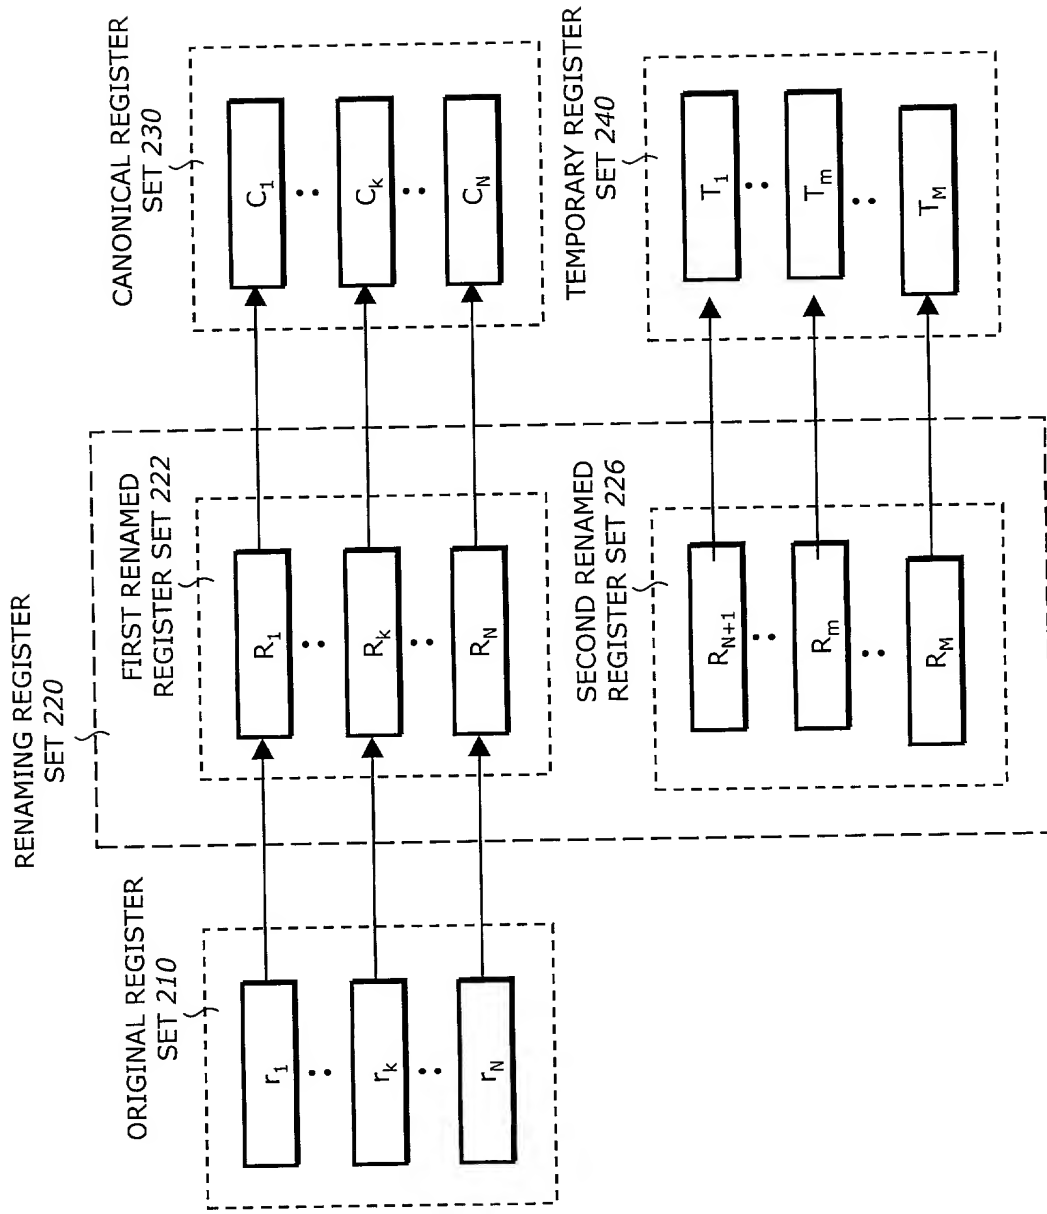 RENAMING REGISTER
SET 220
ORIGINAL REGISTER
SET 210
r1
rk
rN
FIRST RENAMED
REGISTER SET 222
R1
Rk
RN
SECOND RENAMED
REGISTER SET 226
RN+1
Rm
RM
CANONICAL REGISTER
SET 230
C1
Ck
CN
TEMPORARY REGISTER
SET 240
T1
Tm
TM